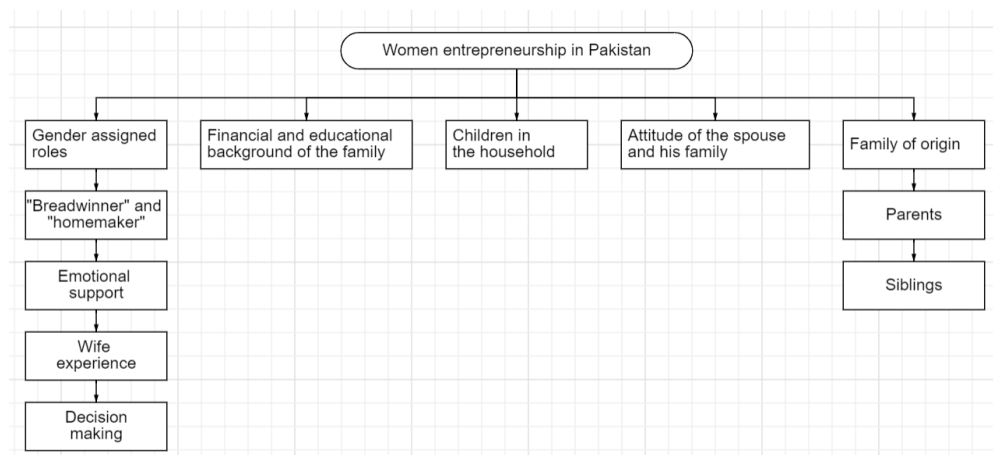 Women entrepreneurship in Pakistan
Gender assigned
roles
Financial and educational
background of the family
Children in
the household
Attitude of the spouse
and his family
Family of origin
"Breadwinner" and
"homemaker"
Parents
Emotional
support
Siblings
Wife
experience
Decision
making